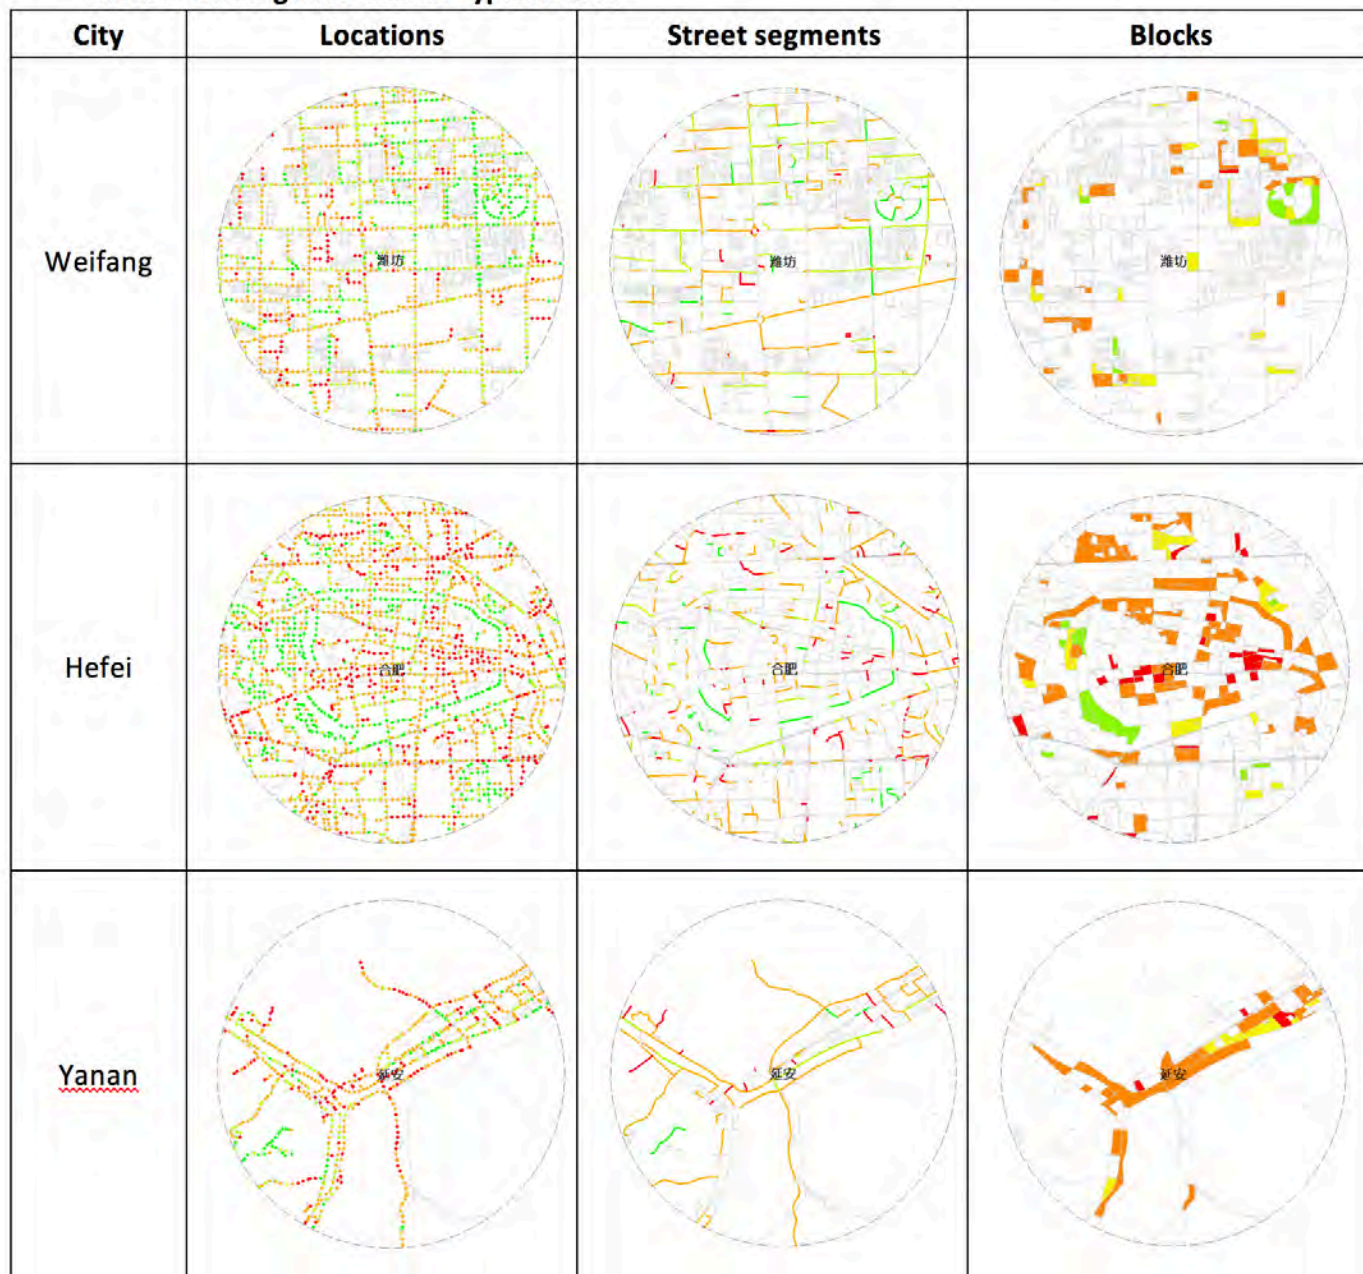 City Locations Street segments Blocks
Weifang 潍坊 潍坊 潍坊
Hefei 合肥 合肥 合肥
Yanan 延安 延安 延安